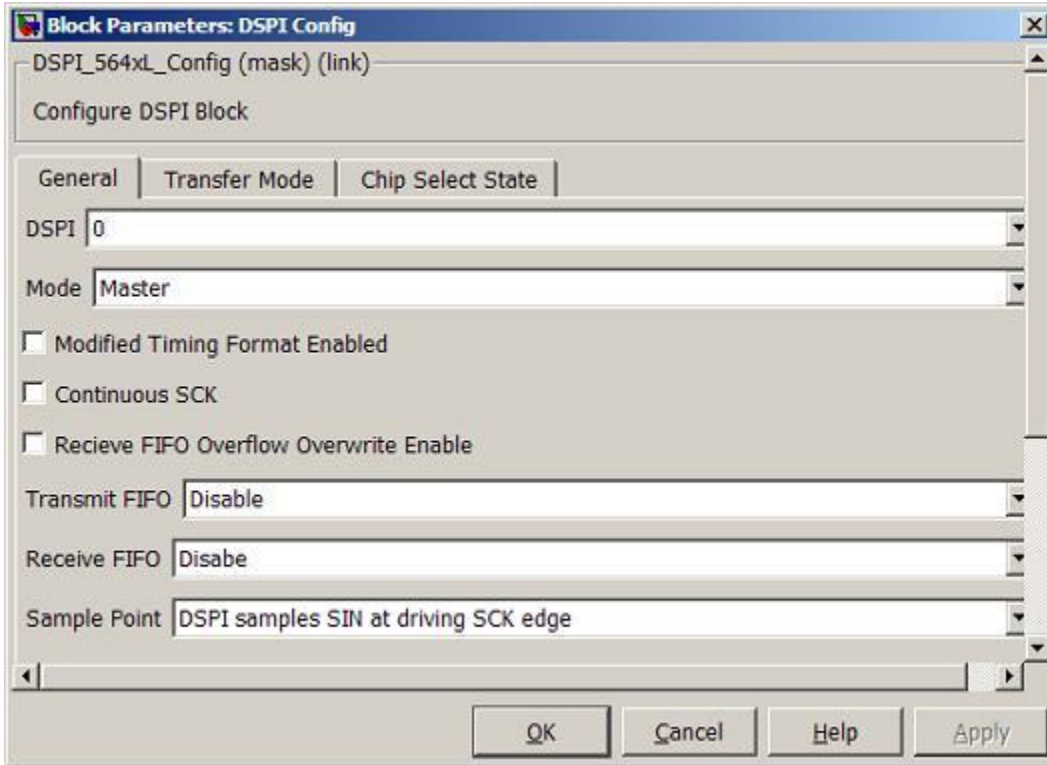 Block Parameters: DSPI Config
DSPI_564xL_Config (mask) (link)
Configure DSPI Block
General Transfer Mode Chip Select State
DSPI 0
Mode Master
Modified Timing Format Enabled
Continuous SCK
Recieve FIFO Overflow Overwrite Enable
Transmit FIFO Disable
Receive FIFO Disabe
Sample Point DSPI samples SIN at driving SCK edge
OK Cancel Help Apply